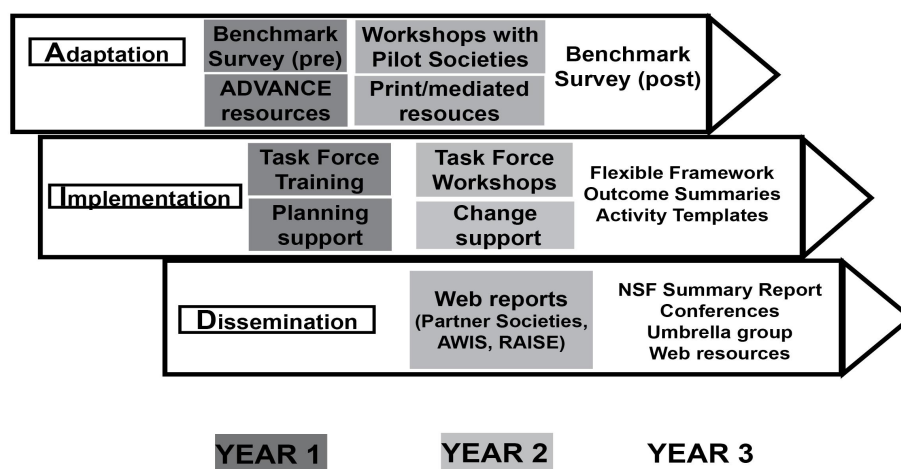 Adaptation
Benchmark
Survey (pre)
ADVANCE
resources
Workshops with
Pilot Societies
Print/mediated
resouces
Benchmark
Survey (post)
Implementation
Task Force
Training
Planning
support
Task Force
Workshops
Change
support
Flexible Framework
Outcome Summaries
Activity Templates
Dissemination
Web reports
(Partner Societies,
AWIS, RAISE)
NSF Summary Report
Conferences
Umbrella group
Web resources
YEAR 1
YEAR 2
YEAR 3